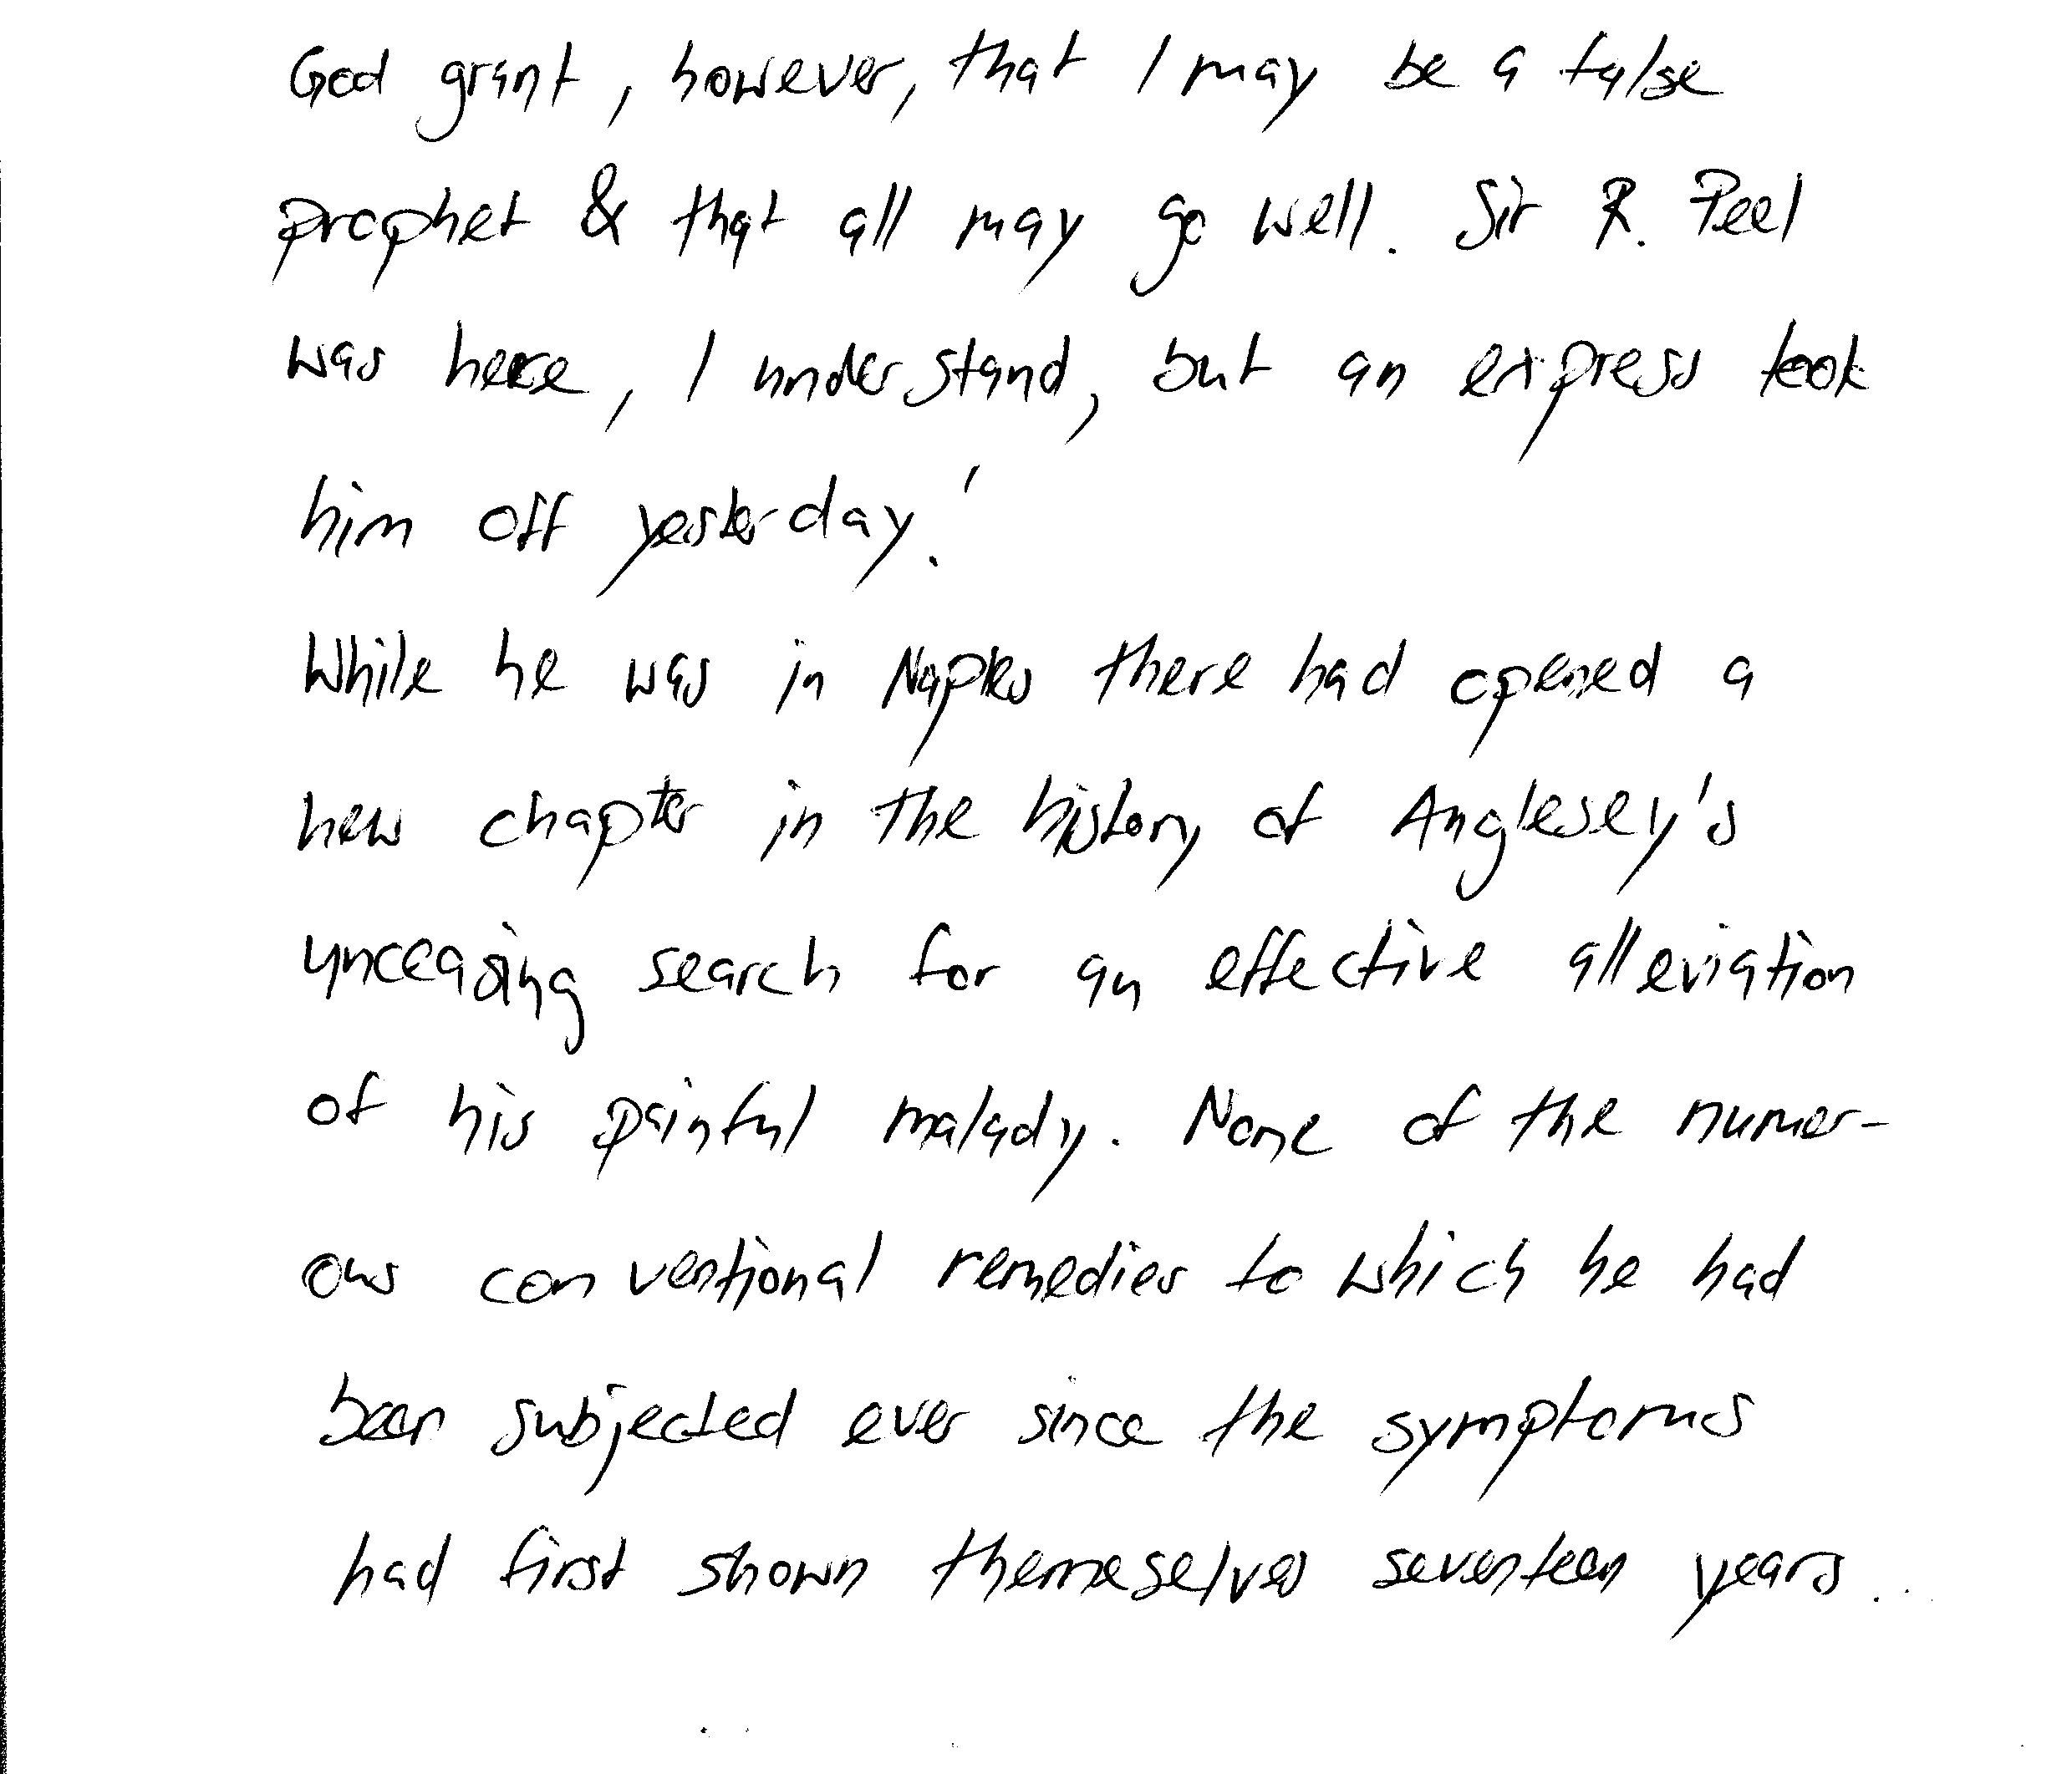 God grant, however, that I may be a false
prophet & that all may go well. Sir R. Peel
was here, I understand, but an express took
him off yesterday.'
While he was in Naples there had opened a
new chapter in the history of Anglesey's
unceasing search for an effective alleviation
of his painful malady. None of the numer-
ous conventional remedies to which he had
been subjected ever since the symptoms
had first shown themeselves seventeen years.